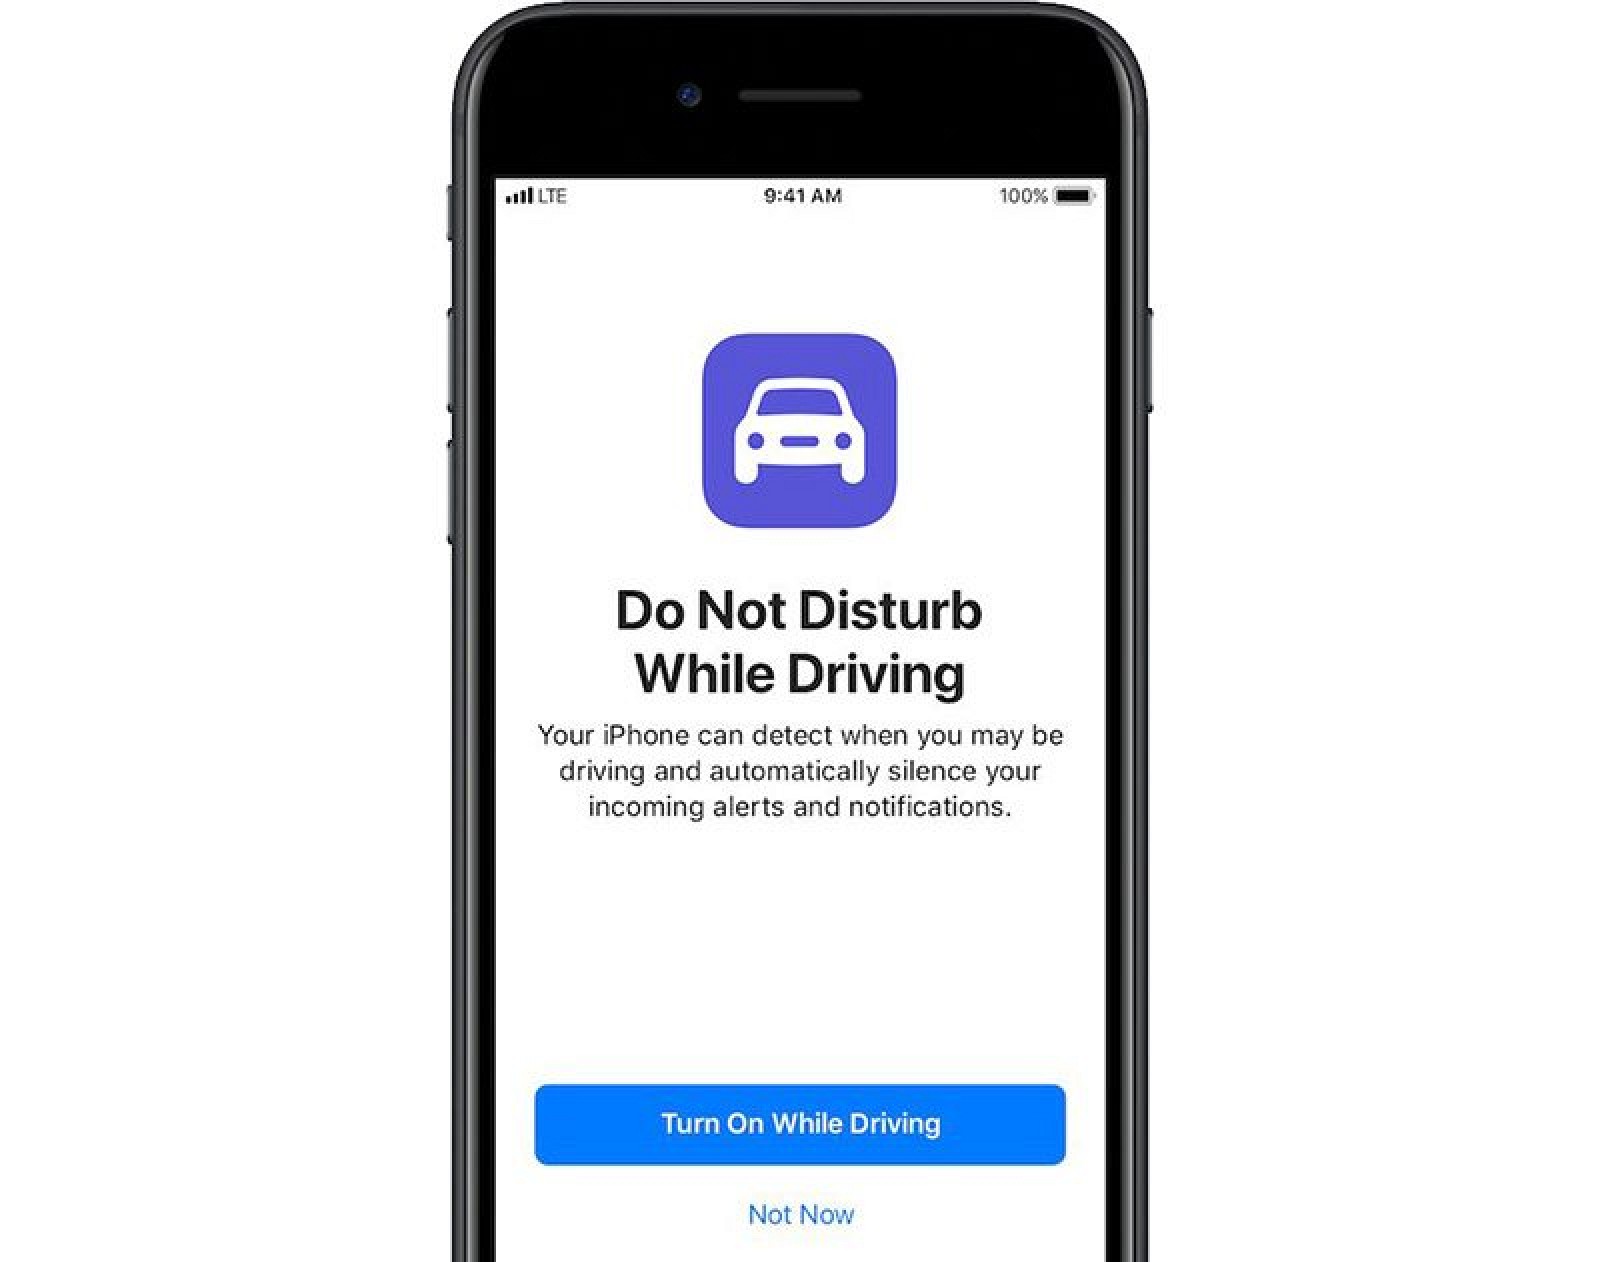 LTE 9:41 AM 100%
Do Not Disturb
While Driving
Your iPhone can detect when you may be
driving and automatically silence your
incoming alerts and notifications.
Turn On While Driving
Not Now